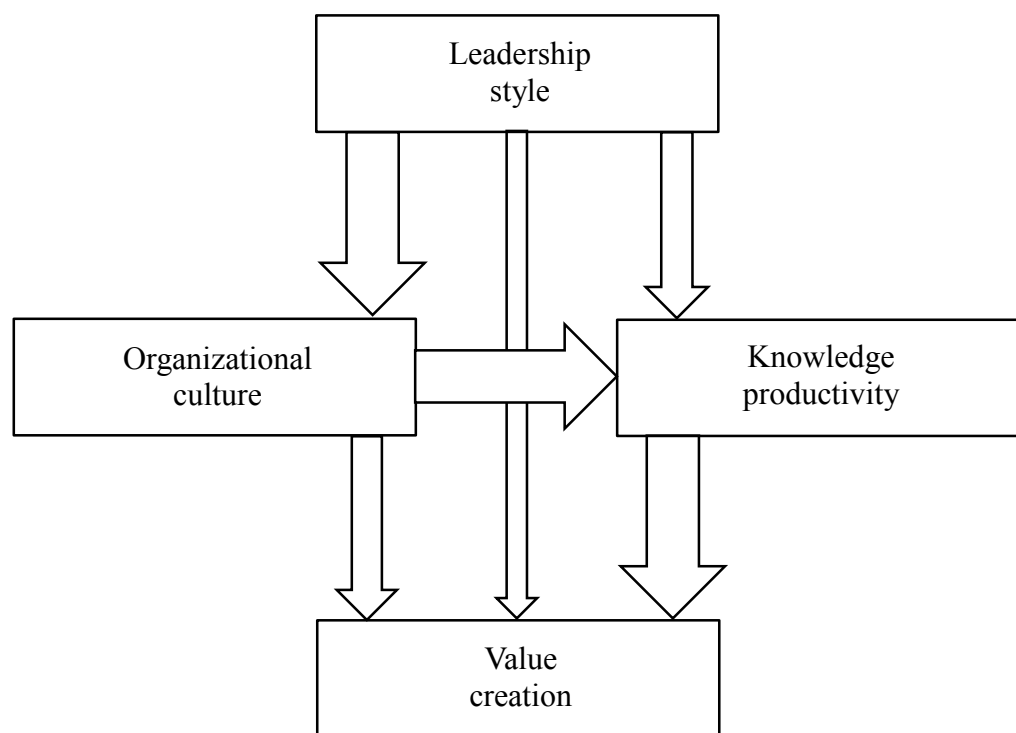 Leadership
style
Organizational
culture
Knowledge
productivity
Value
creation